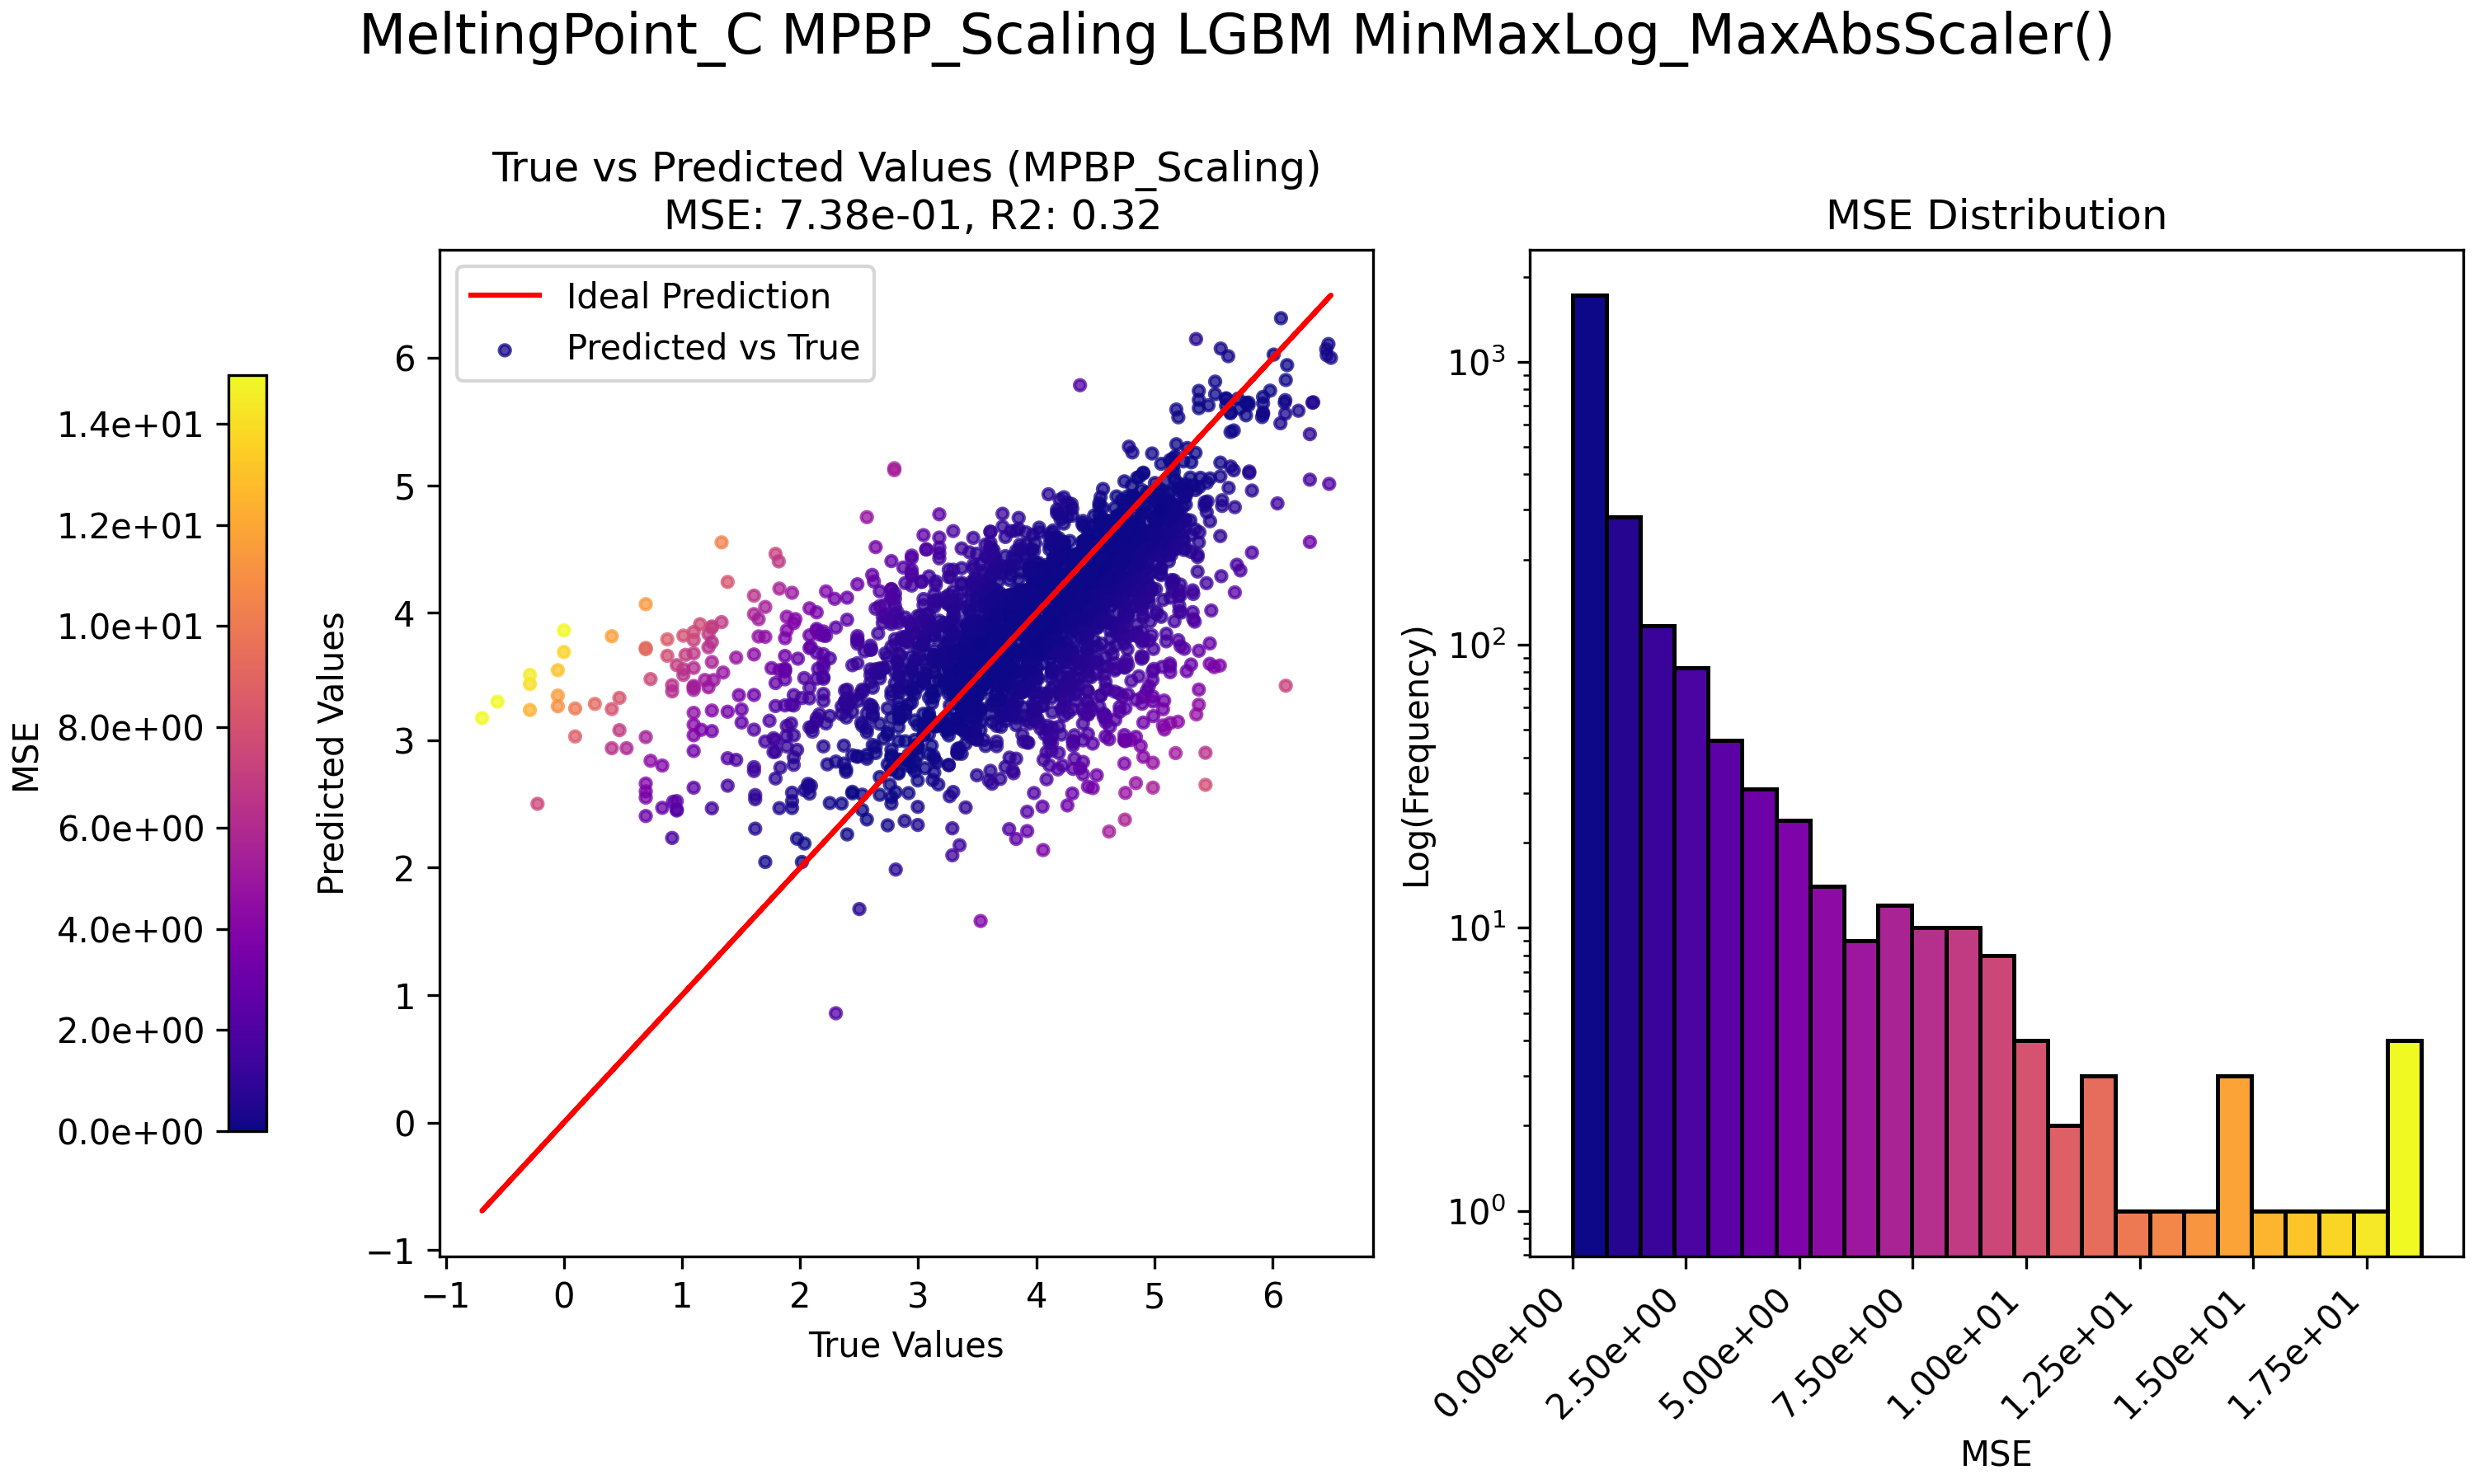 MeltingPoint_C MPBP_Scaling LGBM MinMaxLog_MaxAbsScaler()
True vs Predicted Values (MPBP_Scaling)
MSE: 7.38e-01, R2: 0.32
Ideal Prediction
Predicted vs True
MSE
1.4e+01
1.2e+01
1.0e+01
8.0e+00
6.0e+00
4.0e+00
2.0e+00
0.0e+00
Predicted Values
6
5
4
3
2
1
0
−1
−1 0 1 2 3 4 5 6
True Values
MSE Distribution
Log(Frequency)
10³
10²
10¹
10⁰
0.00e+00
2.50e+00
5.00e+00
7.50e+00
1.00e+01
1.25e+01
1.50e+01
1.75e+01
MSE